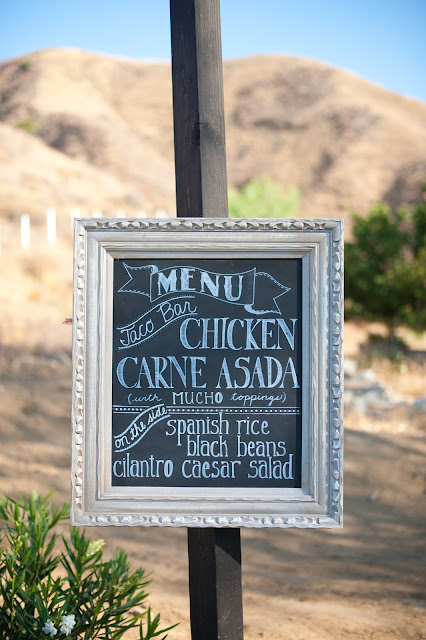 MENU
Taco Bar
CHICKEN
CARNE ASADA
(with MUCHO toppings)
on the side
spanish rice
black beans
cilantro caesar salad